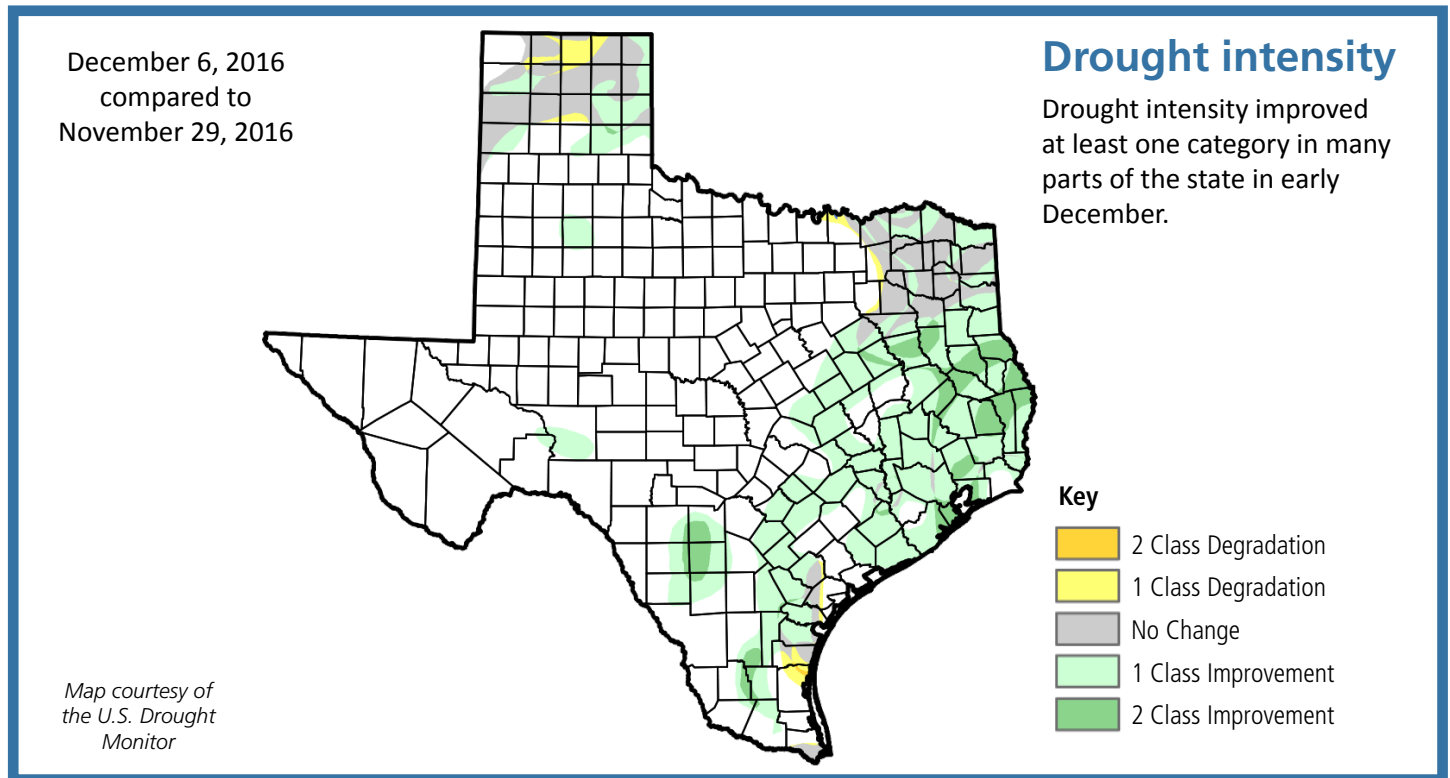 December 6, 2016
compared to
November 29, 2016
Drought intensity
Drought intensity improved
at least one category in many
parts of the state in early
December.
Key
2 Class Degradation
1 Class Degradation
No Change
1 Class Improvement
2 Class Improvement
Map courtesy of
the U.S. Drought
Monitor